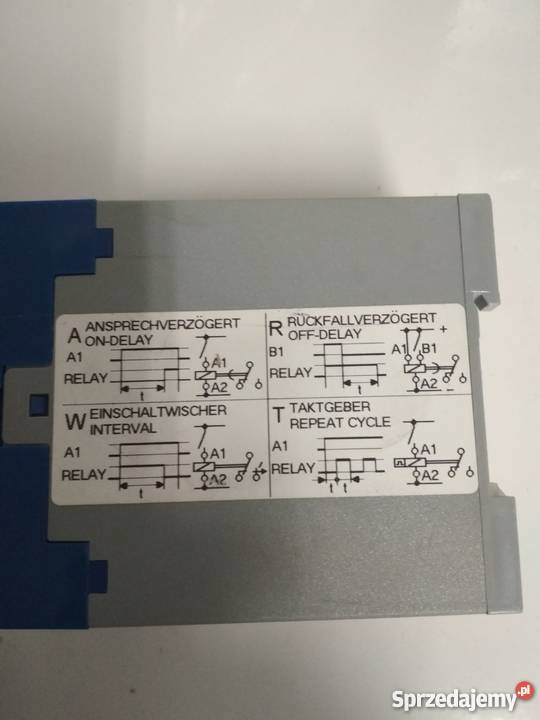 A ANSPRECHVERZÖGERT
ON-DELAY
A1
RELAY
t
A1
A2
R RÜCKFALLVERZÖGERT
OFF-DELAY
B1
RELAY
t
+
A1 B1
A2 -
W EINSCHALTWISCHER
INTERVAL
A1
RELAY
t
A1
A2
T TAKTGEBER
REPEAT CYCLE
A1
RELAY
t t
A1
A2
Sprzedajemy.pl